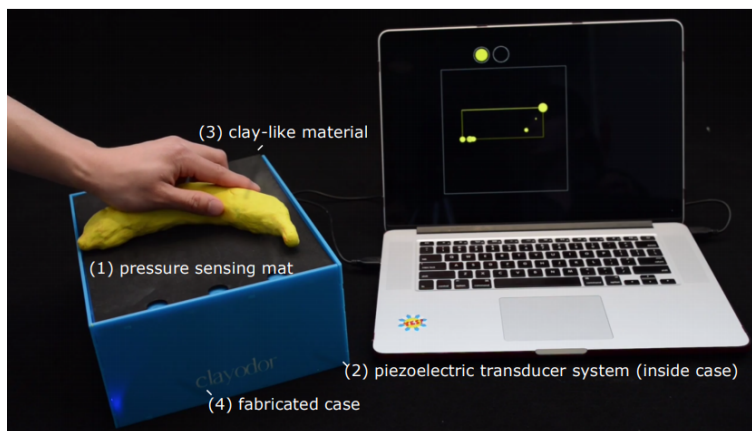 (3) clay-like material
(1) pressure sensing mat
clayodor
(2) piezoelectric transducer system (inside case)
(4) fabricated case